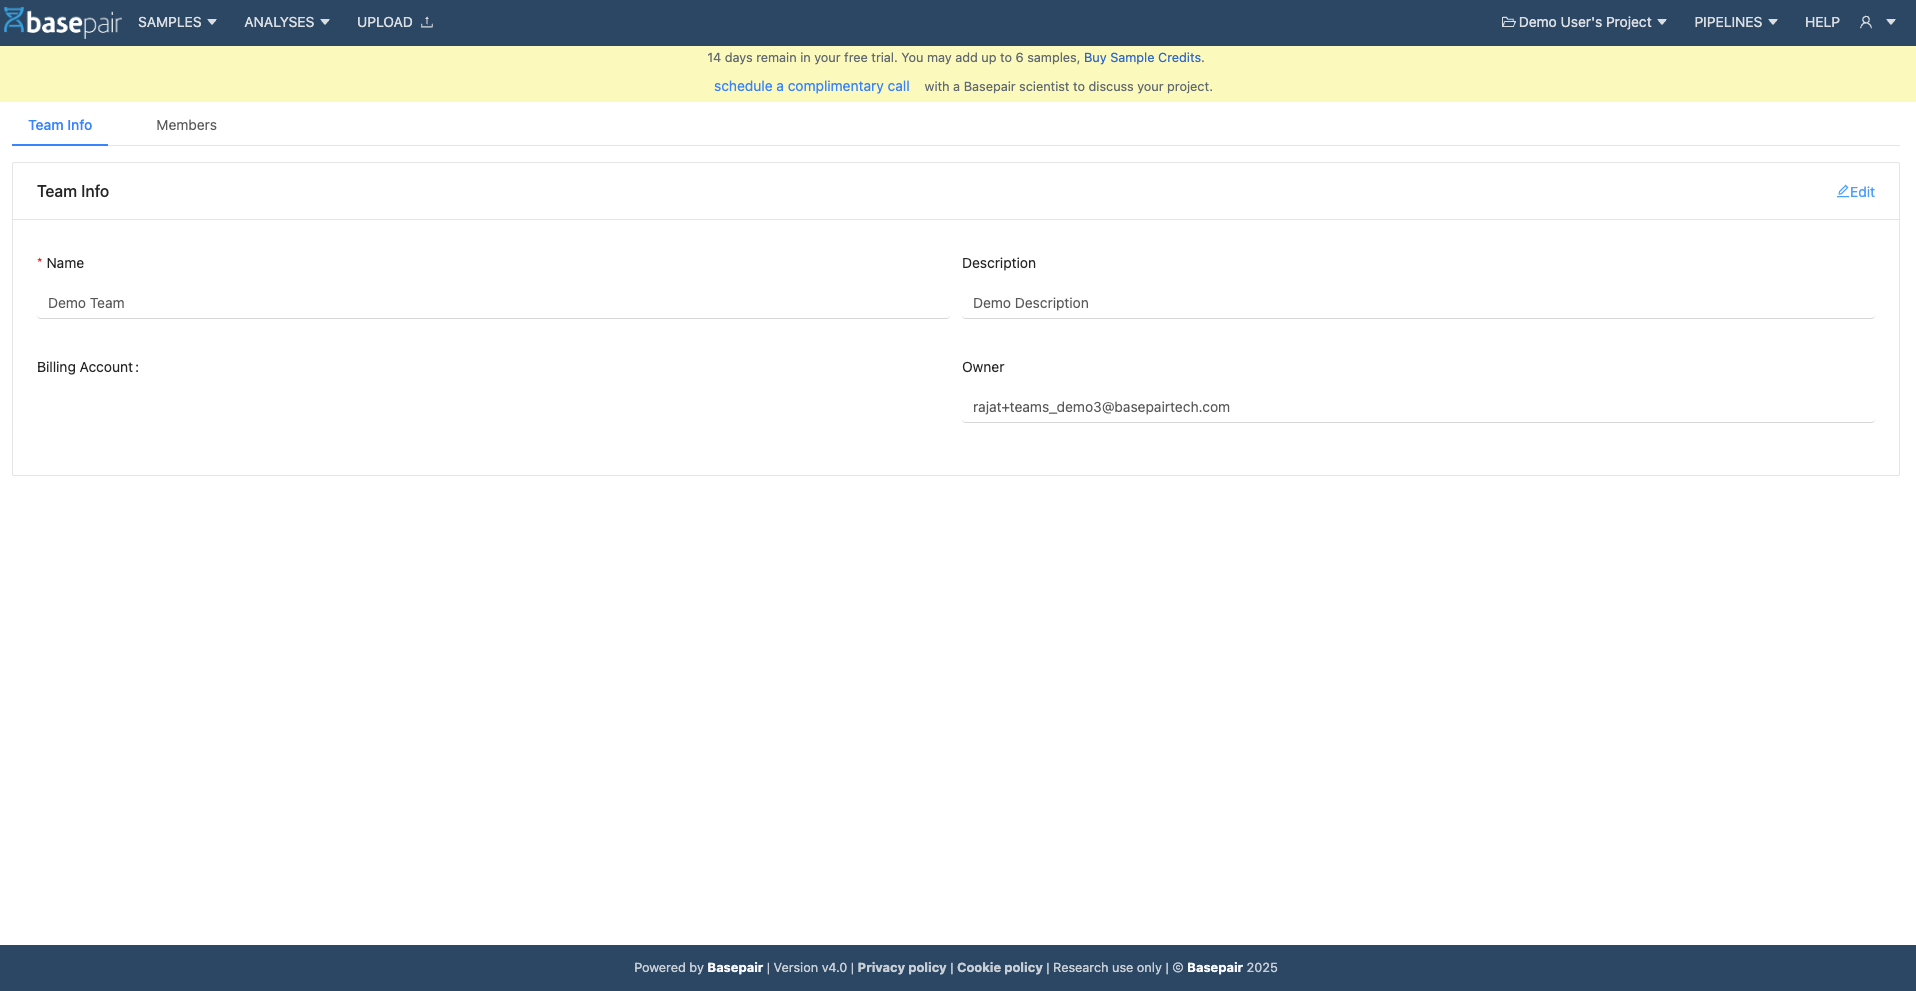 basepair SAMPLES ANALYSES UPLOAD Demo User's Project PIPELINES HELP
14 days remain in your free trial. You may add up to 6 samples, Buy Sample Credits.
schedule a complimentary call with a Basepair scientist to discuss your project.
Team Info Members
Team Info Edit
* Name Description
Demo Team Demo Description
Billing Account : Owner
rajat+teams_demo3@basepairtech.com
Powered by Basepair | Version v4.0 | Privacy policy | Cookie policy | Research use only | © Basepair 2025